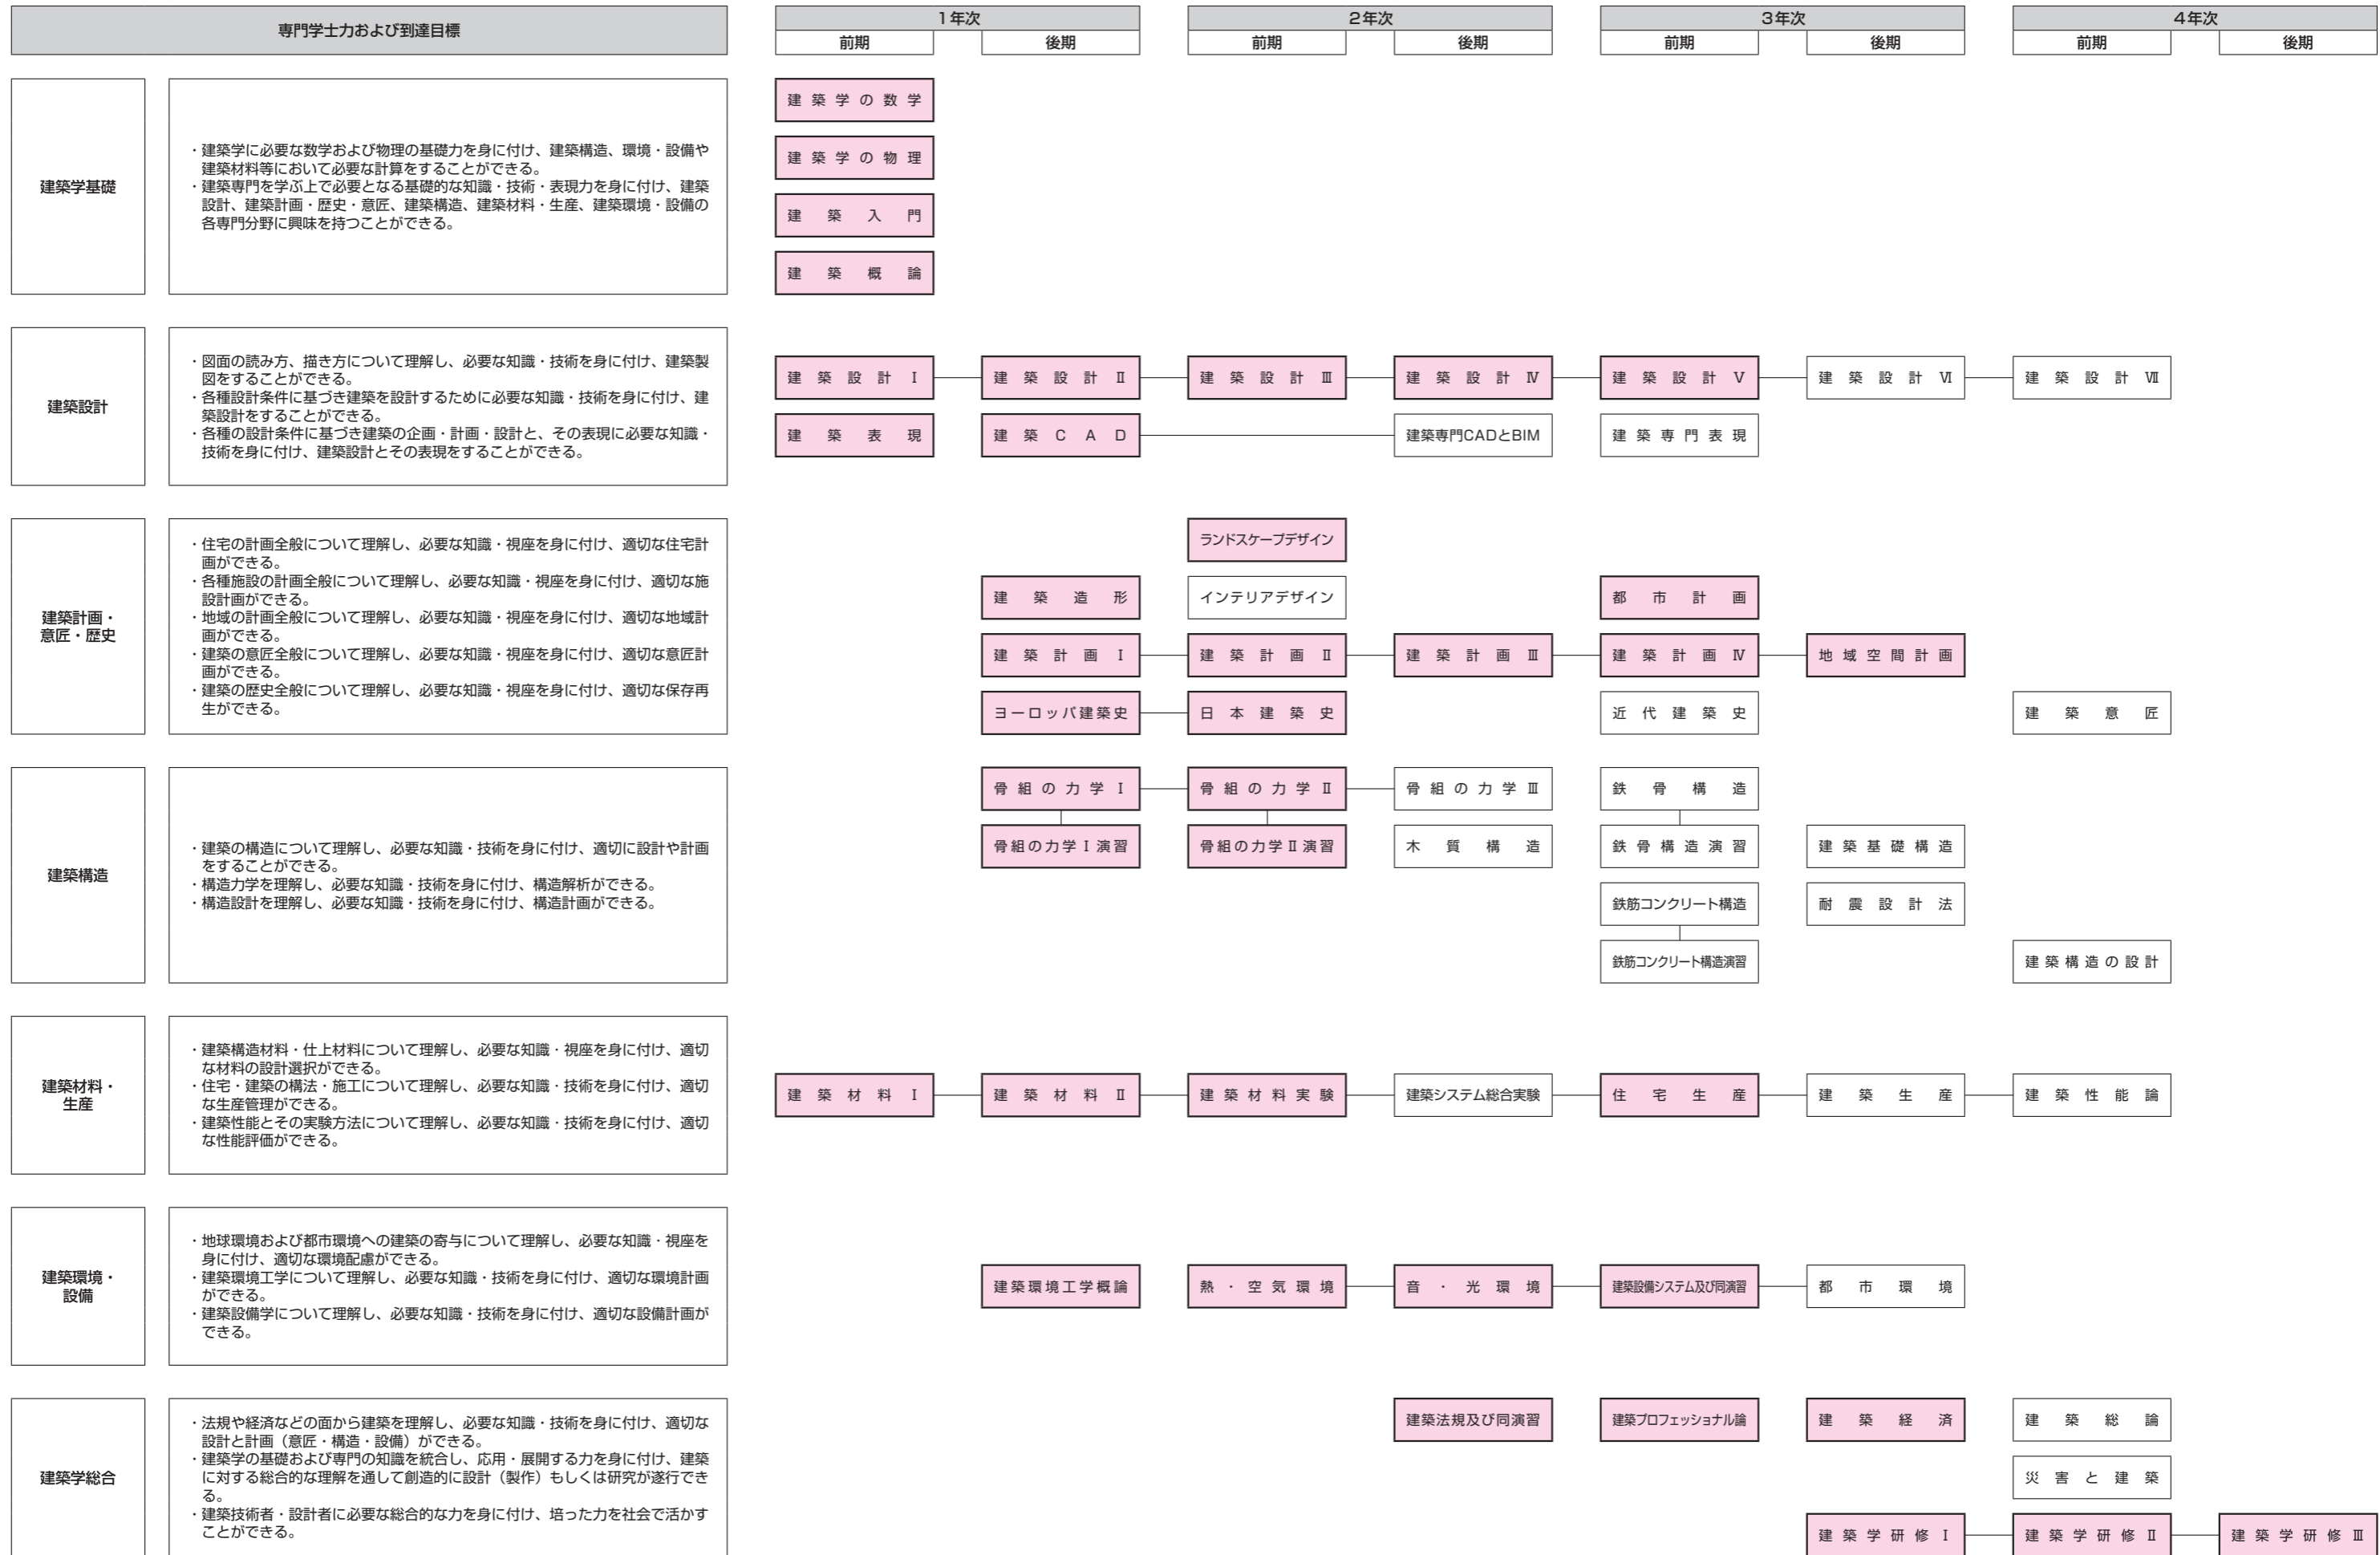 専門学士力および到達目標
1年次 2年次 3年次 4年次
前期 後期 前期 後期 前期 後期 前期 後期
建築学基礎
・建築学に必要な数学および物理の基礎力を身に付け、建築構造、環境・設備や
建築材料等において必要な計算をすることができる。
・建築専門を学ぶ上で必要となる基礎的な知識・技術・表現力を身に付け、建築
設計、建築計画・歴史・意匠、建築構造、建築材料・生産、建築環境・設備の
各専門分野に興味を持つことができる。
建築学の数学
建築学の物理
建築入門
建築概論
建築設計
・図面の読み方、描き方について理解し、必要な知識・技術を身に付け、建築製
図をすることができる。
・各種設計条件に基づき建築を設計するために必要な知識・技術を身に付け、建
築設計をすることができる。
・各種の設計条件に基づき建築の企画・計画・設計と、その表現に必要な知識・
技術を身に付け、建築設計とその表現をすることができる。
建築設計Ⅰ 建築設計Ⅱ 建築設計Ⅲ 建築設計Ⅳ 建築設計Ⅴ 建築設計Ⅵ 建築設計Ⅶ
建築表現 建築CAD 建築専門CADとBIM 建築専門表現
建築計画・
意匠・歴史
・住宅の計画全般について理解し、必要な知識・視座を身に付け、適切な住宅計
画ができる。
・各種施設の計画全般について理解し、必要な知識・視座を身に付け、適切な施
設計画ができる。
・地域の計画全般について理解し、必要な知識・視座を身に付け、適切な地域計
画ができる。
・建築の意匠全般について理解し、必要な知識・視座を身に付け、適切な意匠計
画ができる。
・建築の歴史全般について理解し、必要な知識・視座を身に付け、適切な保存再
生ができる。
ランドスケープデザイン
建築造形 インテリアデザイン 都市計画
建築計画Ⅰ 建築計画Ⅱ 建築計画Ⅲ 建築計画Ⅳ 地域空間計画
ヨーロッパ建築史 日本建築史 近代建築史 建築意匠
建築構造
・建築の構造について理解し、必要な知識・技術を身に付け、適切に設計や計画
をすることができる。
・構造力学を理解し、必要な知識・技術を身に付け、構造解析ができる。
・構造設計を理解し、必要な知識・技術を身に付け、構造計画ができる。
骨組の力学Ⅰ 骨組の力学Ⅱ 骨組の力学Ⅲ 鉄骨構造
骨組の力学Ⅰ演習 骨組の力学Ⅱ演習 木質構造 鉄骨構造演習 建築基礎構造
鉄筋コンクリート構造 耐震設計法
鉄筋コンクリート構造演習 建築構造の設計
建築材料・
生産
・建築構造材料・仕上材料について理解し、必要な知識・視座を身に付け、適切
な材料の設計選択ができる。
・住宅・建築の構法・施工について理解し、必要な知識・技術を身に付け、適切
な生産管理ができる。
・建築性能とその実験方法について理解し、必要な知識・技術を身に付け、適切
な性能評価ができる。
建築材料Ⅰ 建築材料Ⅱ 建築材料実験 建築システム総合実験 住宅生産 建築生産 建築性能論
建築環境・
設備
・地球環境および都市環境への建築の寄与について理解し、必要な知識・視座を
身に付け、適切な環境配慮ができる。
・建築環境工学について理解し、必要な知識・技術を身に付け、適切な環境計画
ができる。
・建築設備学について理解し、必要な知識・技術を身に付け、適切な設備計画が
できる。
建築環境工学概論 熱・空気環境 音・光環境 建築設備システム及び同演習 都市環境
建築学総合
・法規や経済などの面から建築を理解し、必要な知識・技術を身に付け、適切な
設計と計画（意匠・構造・設備）ができる。
・建築学の基礎および専門の知識を統合し、応用・展開する力を身に付け、建築
に対する総合的な理解を通して創造的に設計（製作）もしくは研究が遂行でき
る。
・建築技術者・設計者に必要な総合的な力を身に付け、培った力を社会で活かす
ことができる。
建築法規及び同演習 建築プロフェッショナル論 建築経済 建築総論
災害と建築
建築学研修Ⅰ 建築学研修Ⅱ 建築学研修Ⅲ